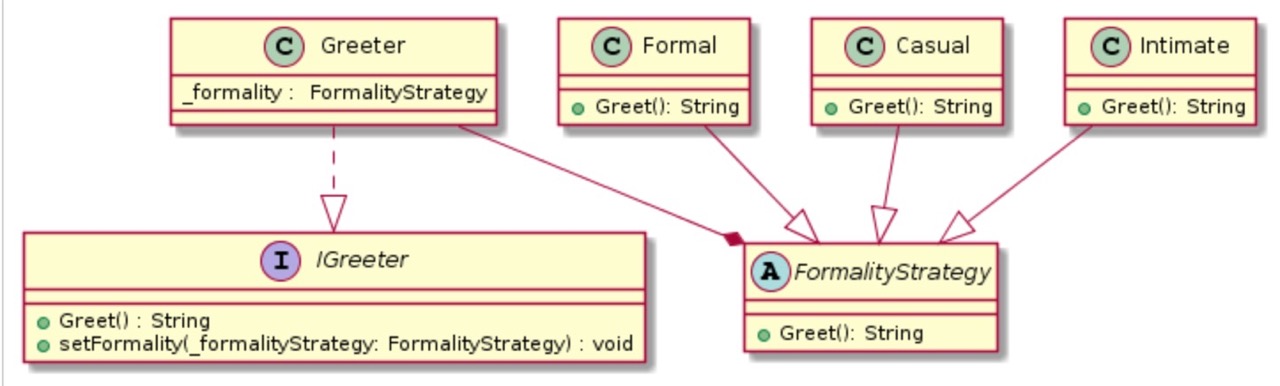 C Greeter
_formality : FormalityStrategy
C Formal
Greet(): String
C Casual
Greet(): String
C Intimate
Greet(): String
I IGreeter
Greet() : String
setFormality(_formalityStrategy: FormalityStrategy) : void
A FormalityStrategy
Greet(): String